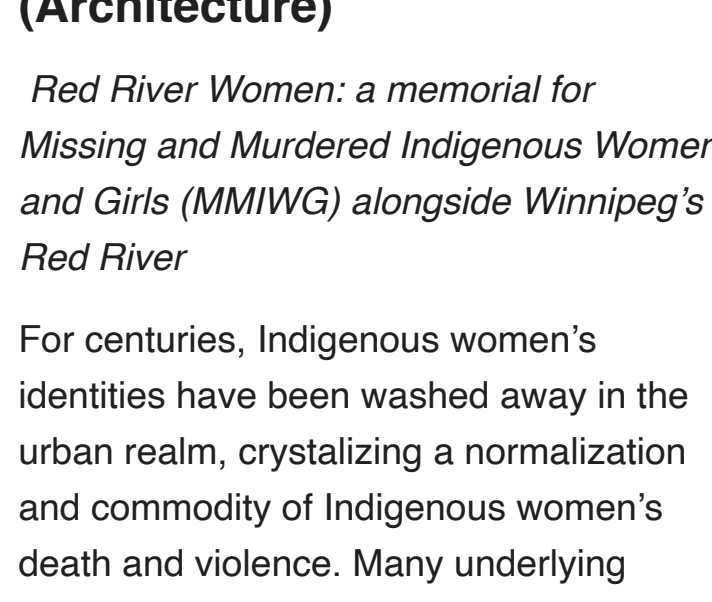 (Architecture)
Red River Women: a memorial for
Missing and Murdered Indigenous Women
and Girls (MMIWG) alongside Winnipeg’s
Red River
For centuries, Indigenous women’s
identities have been washed away in the
urban realm, crystalizing a normalization
and commodity of Indigenous women’s
death and violence. Many underlying